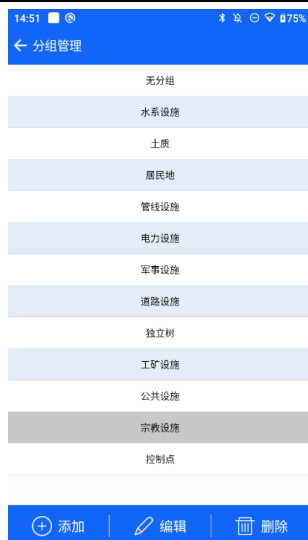 14:51 75%
分组管理
无分组
水系设施
土质
居民地
管线设施
电力设施
军事设施
道路设施
独立树
工矿设施
公共设施
宗教设施
控制点
添加 编辑 删除